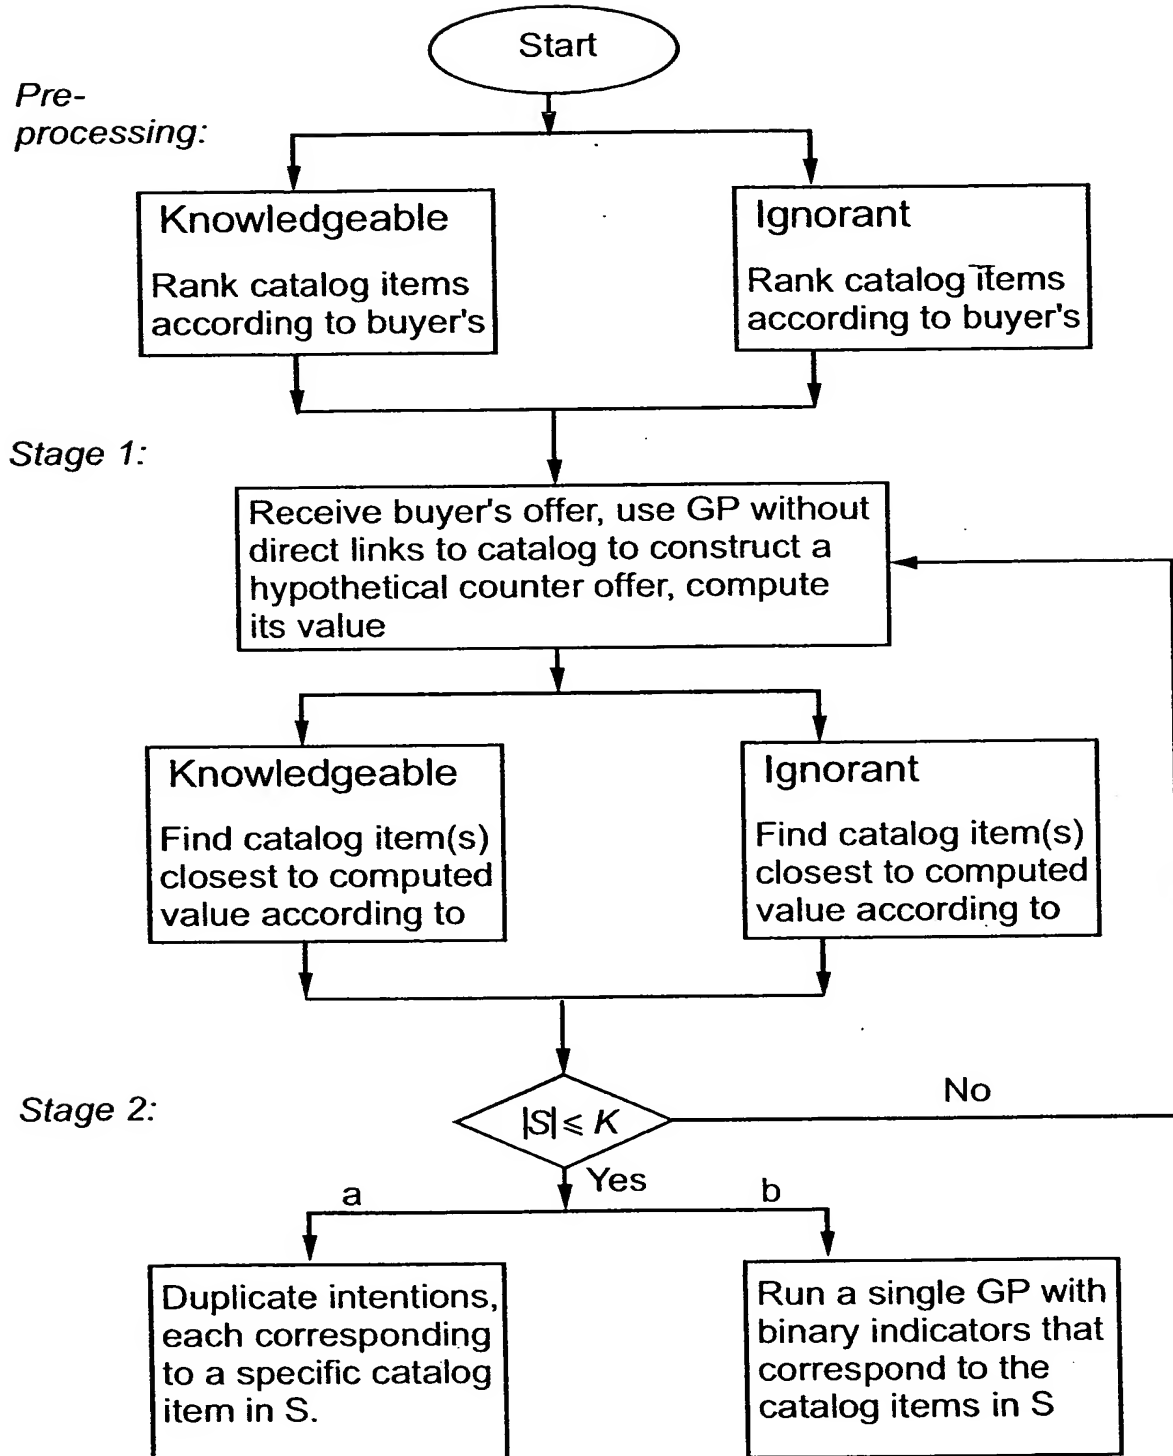 Start
Pre-
processing:
Knowledgeable
Rank catalog items
according to buyer's
Ignorant
Rank catalog items
according to buyer's
Stage 1:
Receive buyer's offer, use GP without
direct links to catalog to construct a
hypothetical counter offer, compute
its value
Knowledgeable
Find catalog item(s)
closest to computed
value according to
Ignorant
Find catalog item(s)
closest to computed
value according to
Stage 2:
|S| ⩽ K
No
Yes
a
b
Duplicate intentions,
each corresponding
to a specific catalog
item in S.
Run a single GP with
binary indicators that
correspond to the
catalog items in S